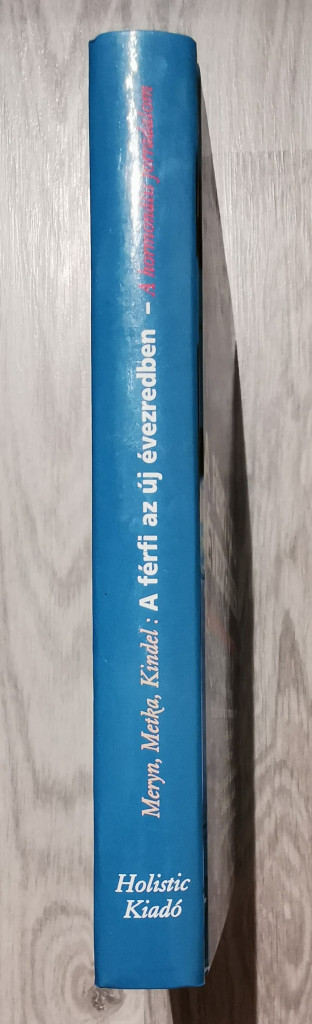 Meryn, Metka, Kindel : A férfi az új évezredben - A hormonális forradalom
Holistic
Kiadó